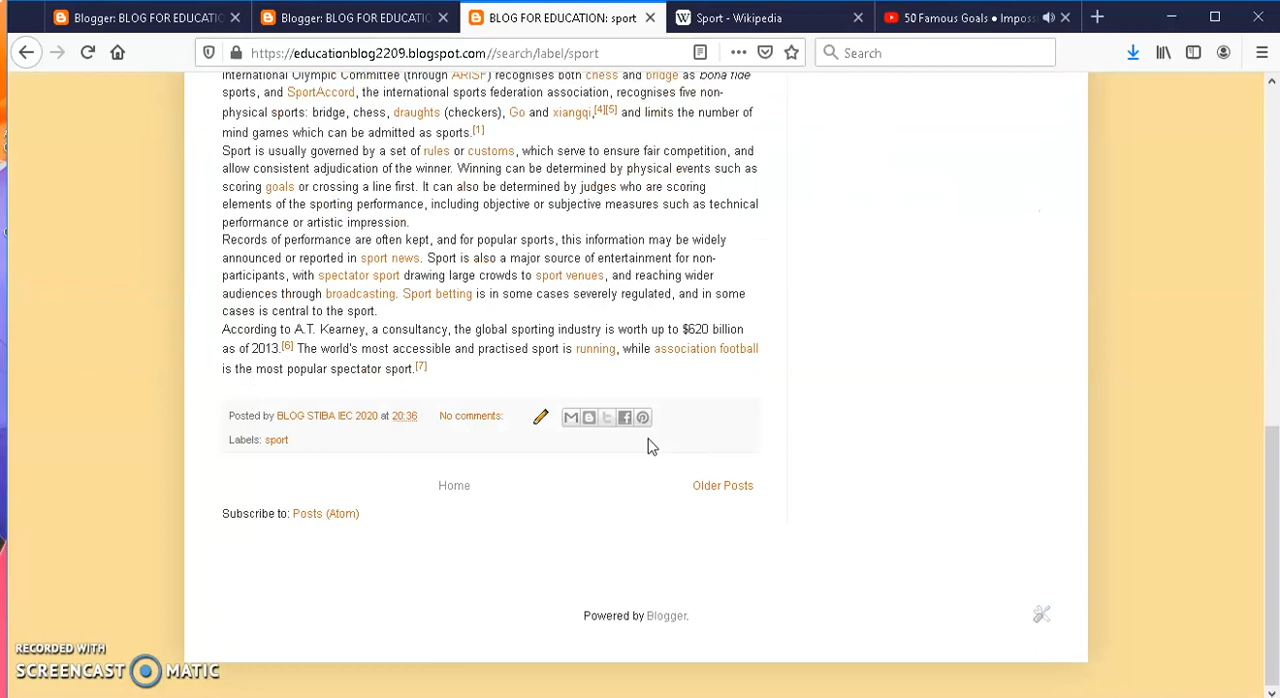 Blogger: BLOG FOR EDUCATIO
Blogger: BLOG FOR EDUCATIO
BLOG FOR EDUCATION: sport
Sport - Wikipedia
50 Famous Goals ● Imposs
https://educationblog2209.blogspot.com//search/label/sport
Search
International Olympic Committee (through ARISF) recognises both chess and bridge as bona fide
sports, and SportAccord, the international sports federation association, recognises five non-
physical sports: bridge, chess, draughts (checkers), Go and xiangqi,[4][5] and limits the number of
mind games which can be admitted as sports.[1]
Sport is usually governed by a set of rules or customs, which serve to ensure fair competition, and
allow consistent adjudication of the winner. Winning can be determined by physical events such as
scoring goals or crossing a line first. It can also be determined by judges who are scoring
elements of the sporting performance, including objective or subjective measures such as technical
performance or artistic impression.
Records of performance are often kept, and for popular sports, this information may be widely
announced or reported in sport news. Sport is also a major source of entertainment for non-
participants, with spectator sport drawing large crowds to sport venues, and reaching wider
audiences through broadcasting. Sport betting is in some cases severely regulated, and in some
cases is central to the sport.
According to A.T. Kearney, a consultancy, the global sporting industry is worth up to $620 billion
as of 2013.[6] The world's most accessible and practised sport is running, while association football
is the most popular spectator sport.[7]
Posted by BLOG STIBA IEC 2020 at 20:36 No comments:
Labels: sport
Home
Older Posts
Subscribe to: Posts (Atom)
Powered by Blogger.
RECORDED WITH
SCREENCAST MATIC